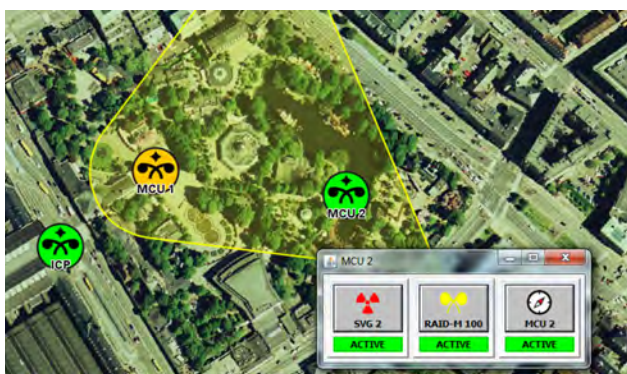 MCU 1
MCU 2
ICP
MCU 2
SVG 2
RAID-M 100
MCU 2
ACTIVE
ACTIVE
ACTIVE